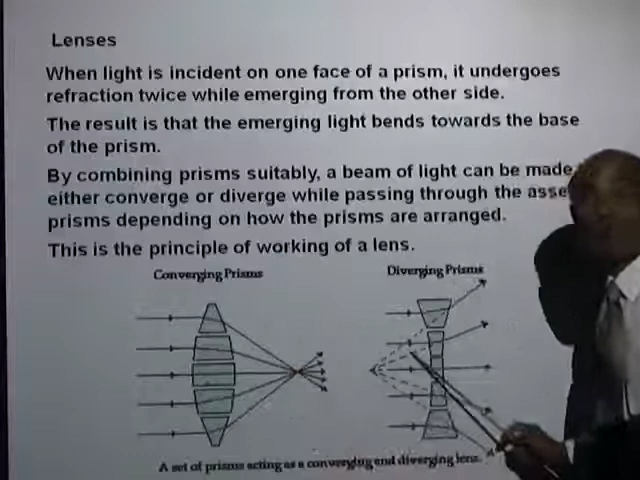 Lenses
When light is incident on one face of a prism, it undergoes
refraction twice while emerging from the other side.
The result is that the emerging light bends towards the base
of the prism.
By combining prisms suitably, a beam of light can be made
either converge or diverge while passing through the asse
prisms depending on how the prisms are arranged.
This is the principle of working of a lens.
Converging Prisms
Diverging Prisms
A set of prisms acting as a converging and diverging lens.